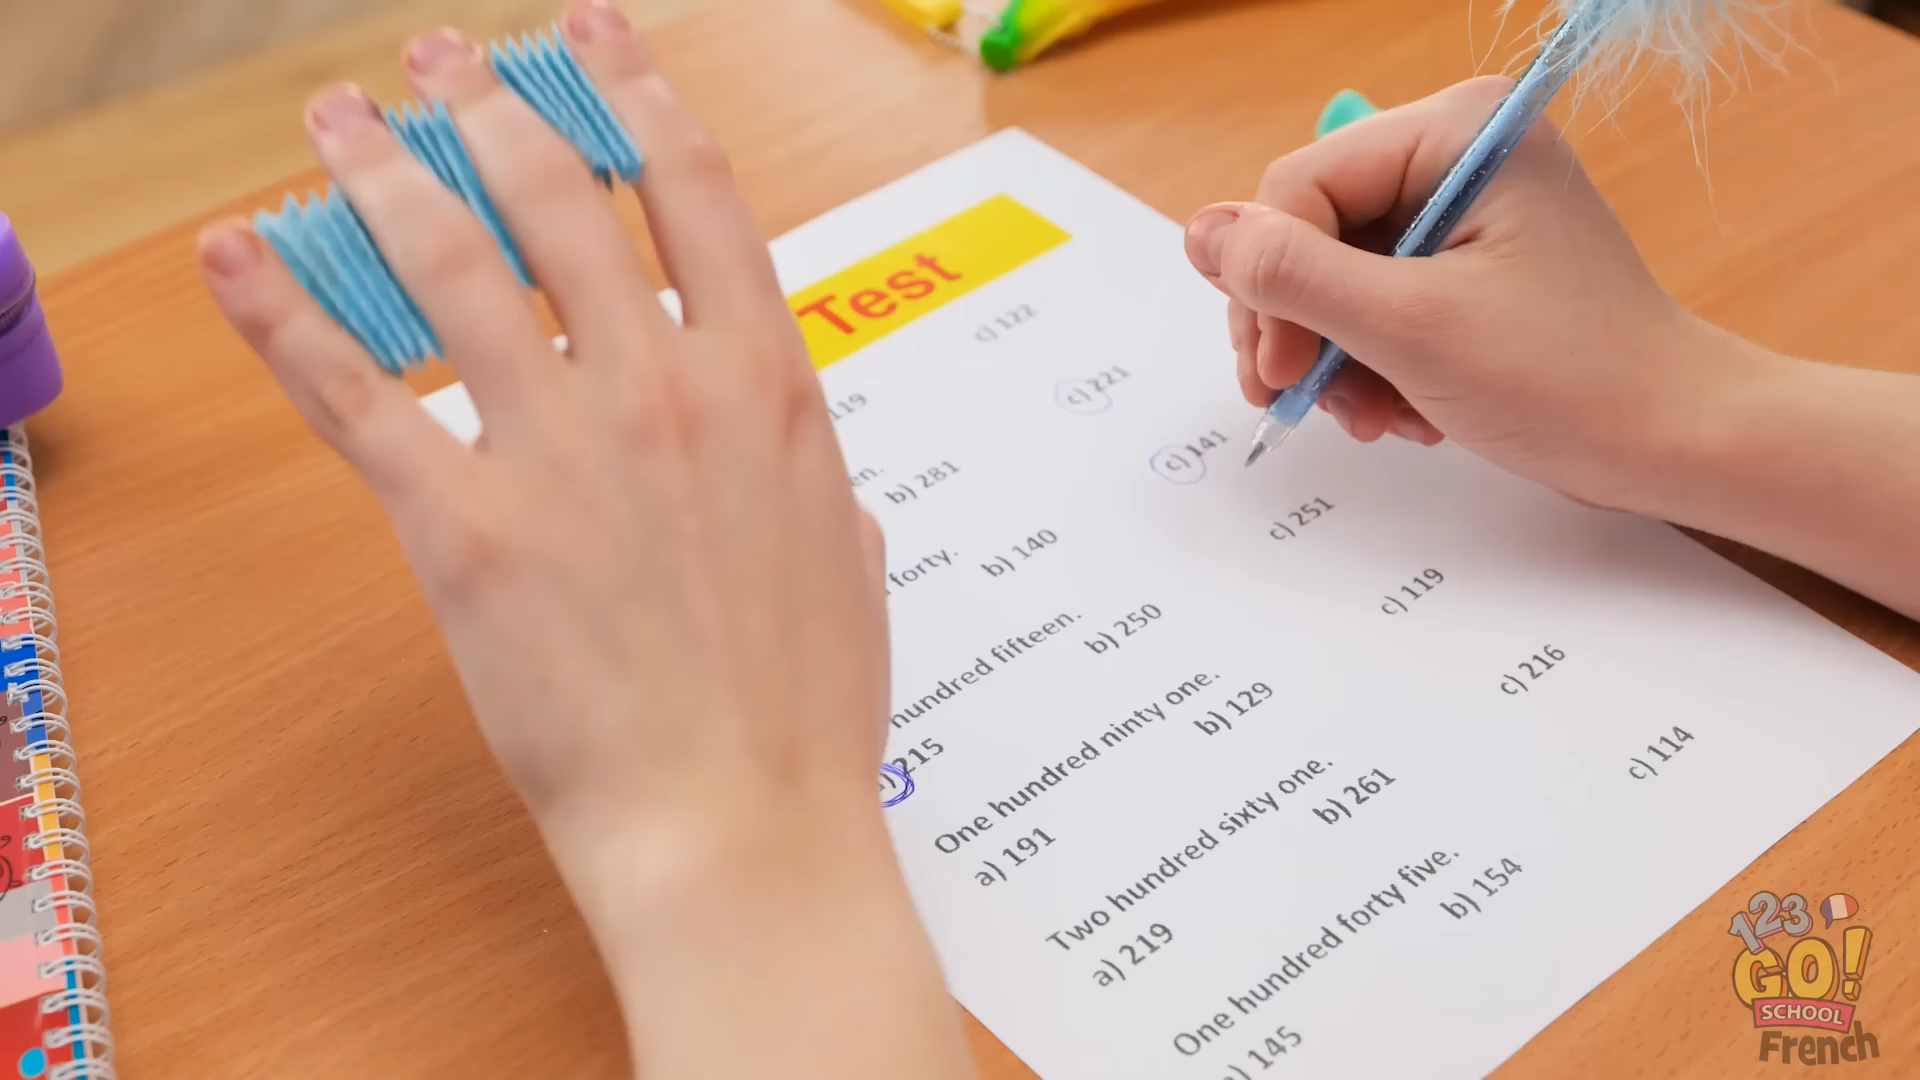 Test
c) 122
119
c) 221
en.
b) 281
c) 141
forty.
b) 140
c) 251
hundred fifteen.
215
b) 250
c) 119
One hundred ninty one.
a) 191
b) 129
c) 216
Two hundred sixty one.
a) 219
b) 261
c) 114
One hundred forty five.
) 145
b) 154
123
GO!
SCHOOL
French